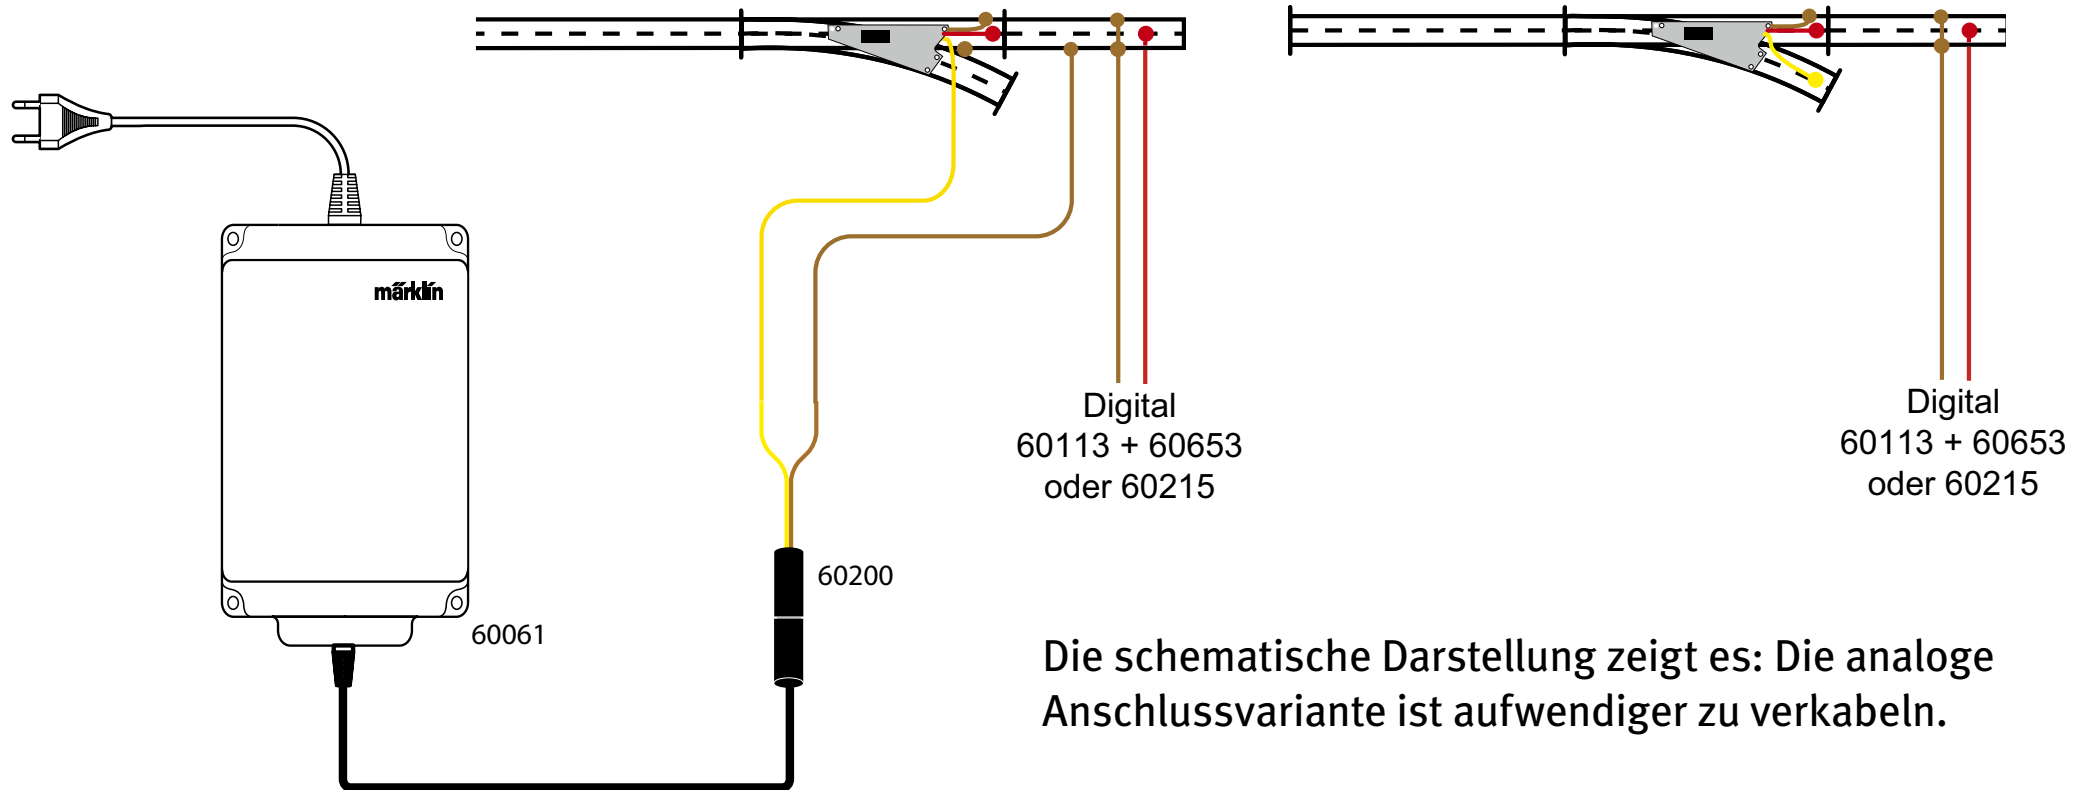 märklin
60061
60200
Digital
60113 + 60653
oder 60215
Digital
60113 + 60653
oder 60215
Die schematische Darstellung zeigt es: Die analoge
Anschlussvariante ist aufwendiger zu verkabeln.